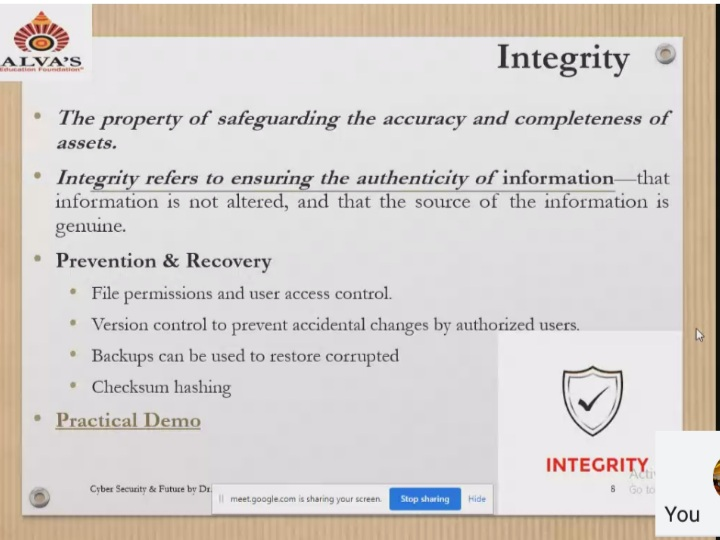 ALVA'S
Education Foundation®
Integrity
• The property of safeguarding the accuracy and completeness of
assets.
• Integrity refers to ensuring the authenticity of information—that
information is not altered, and that the source of the information is
genuine.
• Prevention & Recovery
• File permissions and user access control.
• Version control to prevent accidental changes by authorized users.
• Backups can be used to restore corrupted
• Checksum hashing
• Practical Demo
INTEGRITY
Cyber Security & Future by Dr.
meet.google.com is sharing your screen.
Stop sharing
Hide
8
Go to
You